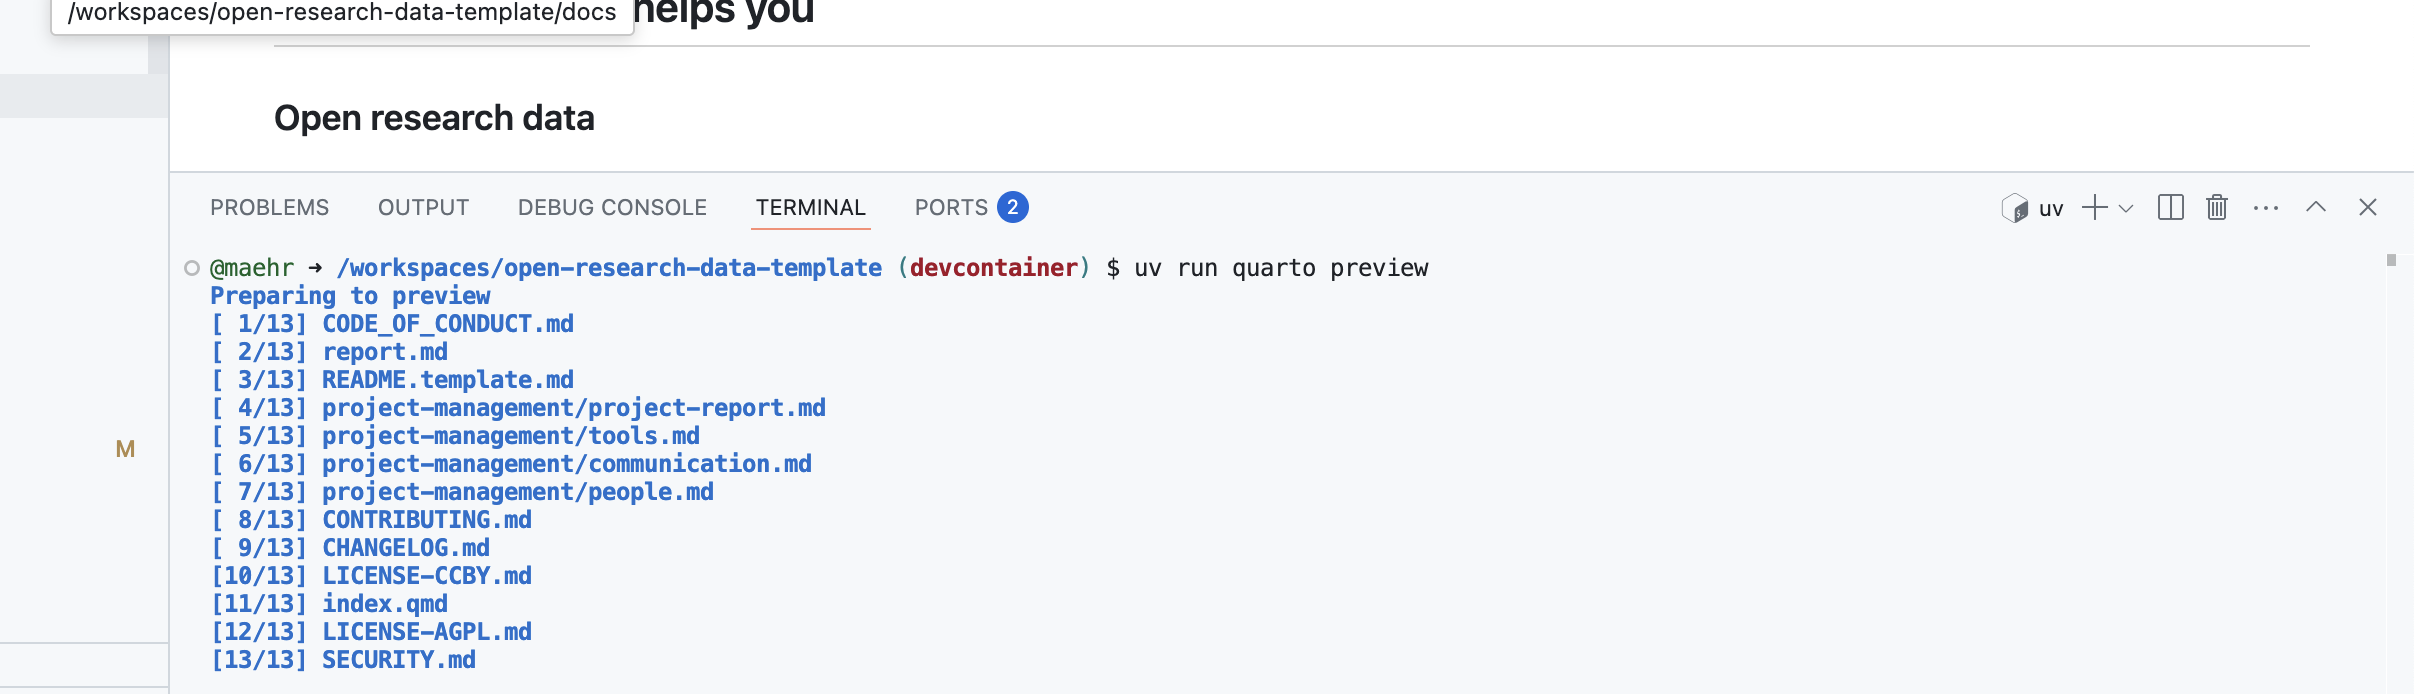 /workspaces/open-research-data-template/docs
helps you
Open research data
PROBLEMS OUTPUT DEBUG CONSOLE TERMINAL PORTS 2 uv
@maehr → /workspaces/open-research-data-template (devcontainer) $ uv run quarto preview
Preparing to preview
[ 1/13] CODE_OF_CONDUCT.md
[ 2/13] report.md
[ 3/13] README.template.md
[ 4/13] project-management/project-report.md
[ 5/13] project-management/tools.md
[ 6/13] project-management/communication.md
[ 7/13] project-management/people.md
[ 8/13] CONTRIBUTING.md
[ 9/13] CHANGELOG.md
[10/13] LICENSE-CCBY.md
[11/13] index.qmd
[12/13] LICENSE-AGPL.md
[13/13] SECURITY.md
M